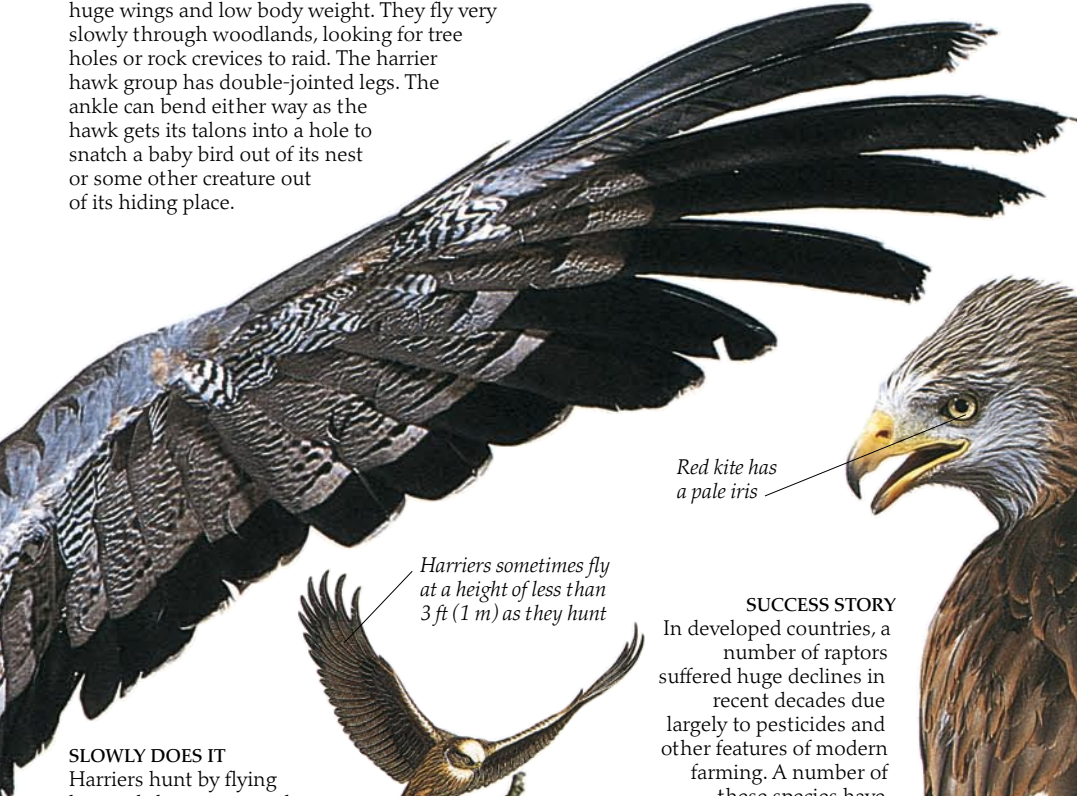 huge wings and low body weight. They fly very
slowly through woodlands, looking for tree
holes or rock crevices to raid. The harrier
hawk group has double-jointed legs. The
ankle can bend either way as the
hawk gets its talons into a hole to
snatch a baby bird out of its nest
or some other creature out
of its hiding place.
Red kite has
a pale iris
Harriers sometimes fly
at a height of less than
3 ft (1 m) as they hunt
SUCCESS STORY
In developed countries, a
number of raptors
suffered huge declines in
recent decades due
largely to pesticides and
other features of modern
farming. A number of
these species have
SLOWLY DOES IT
Harriers hunt by flying